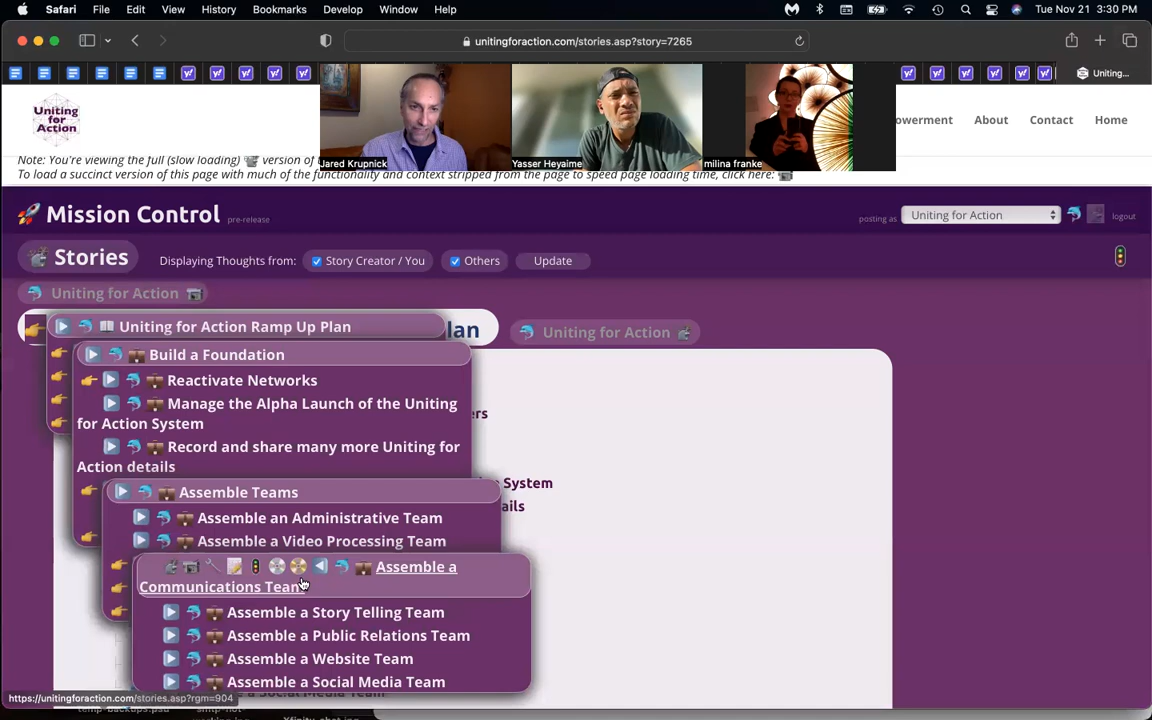 Safari File Edit View History Bookmarks Develop Window Help Tue Nov 21 3:30 PM
unitingforaction.com/stories.asp?story=7265
Uniting...
Uniting for Action
owerment About Contact Home
Jared Krupnick Yasser Heyaime milina franke
Note: You're viewing the full (slow loading) version of t
To load a succinct version of this page with much of the functionality and context stripped from the page to speed page loading time, click here:
Mission Control pre-release
posting as Uniting for Action logout
Stories Displaying Thoughts from: Story Creator / You Others Update
Uniting for Action
Uniting for Action Ramp Up Plan lan Uniting for Action
Build a Foundation
Reactivate Networks
Manage the Alpha Launch of the Uniting ers
for Action System
Record and share many more Uniting for
Action details
System
Assemble Teams
ails
Assemble an Administrative Team
Assemble a Video Processing Team
Assemble a
Communications Team
Assemble a Story Telling Team
Assemble a Public Relations Team
Assemble a Website Team
Assemble a Social Media Team
https://unitingforaction.com/stories.asp?rgm=904